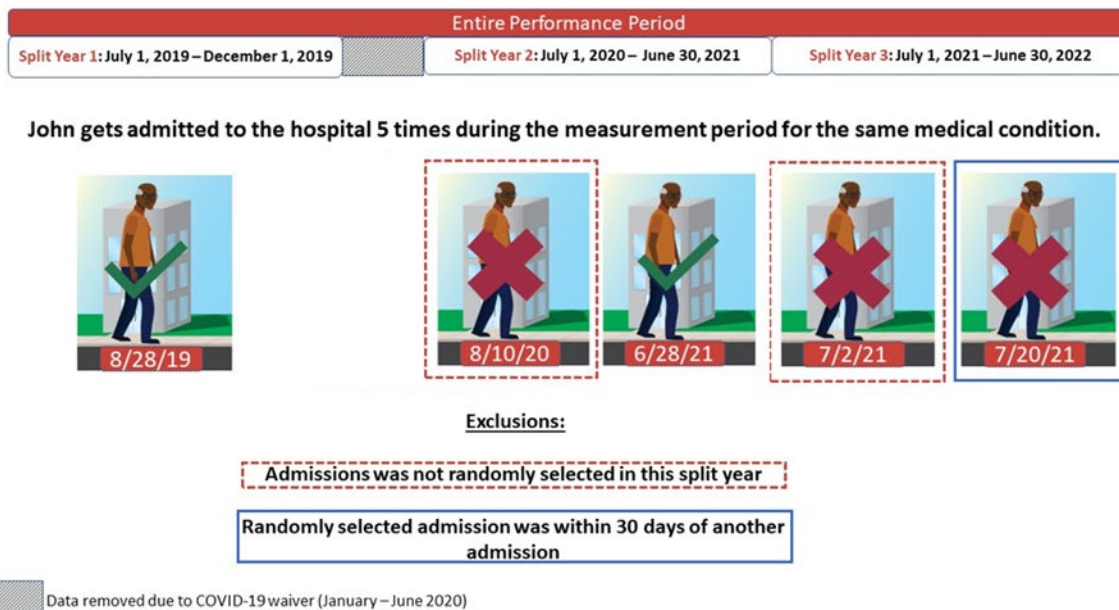 Entire Performance Period
Split Year 1: July 1, 2019 – December 1, 2019
Split Year 2: July 1, 2020 – June 30, 2021
Split Year 3: July 1, 2021 – June 30, 2022
John gets admitted to the hospital 5 times during the measurement period for the same medical condition.
8/28/19
8/10/20
6/28/21
7/2/21
7/20/21
Exclusions:
Admissions was not randomly selected in this split year
Randomly selected admission was within 30 days of another
admission
Data removed due to COVID-19 waiver (January – June 2020)